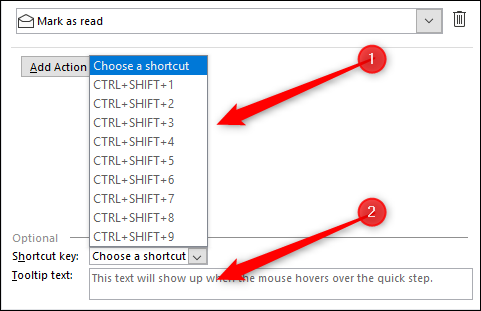 Mark as read
1
Add Action
Choose a shortcut
CTRL+SHIFT+1
CTRL+SHIFT+2
CTRL+SHIFT+3
CTRL+SHIFT+4
CTRL+SHIFT+5
CTRL+SHIFT+6
CTRL+SHIFT+7
CTRL+SHIFT+8
CTRL+SHIFT+9
2
Optional
Shortcut key: Choose a shortcut
Tooltip text: This text will show up when the mouse hovers over the quick step.